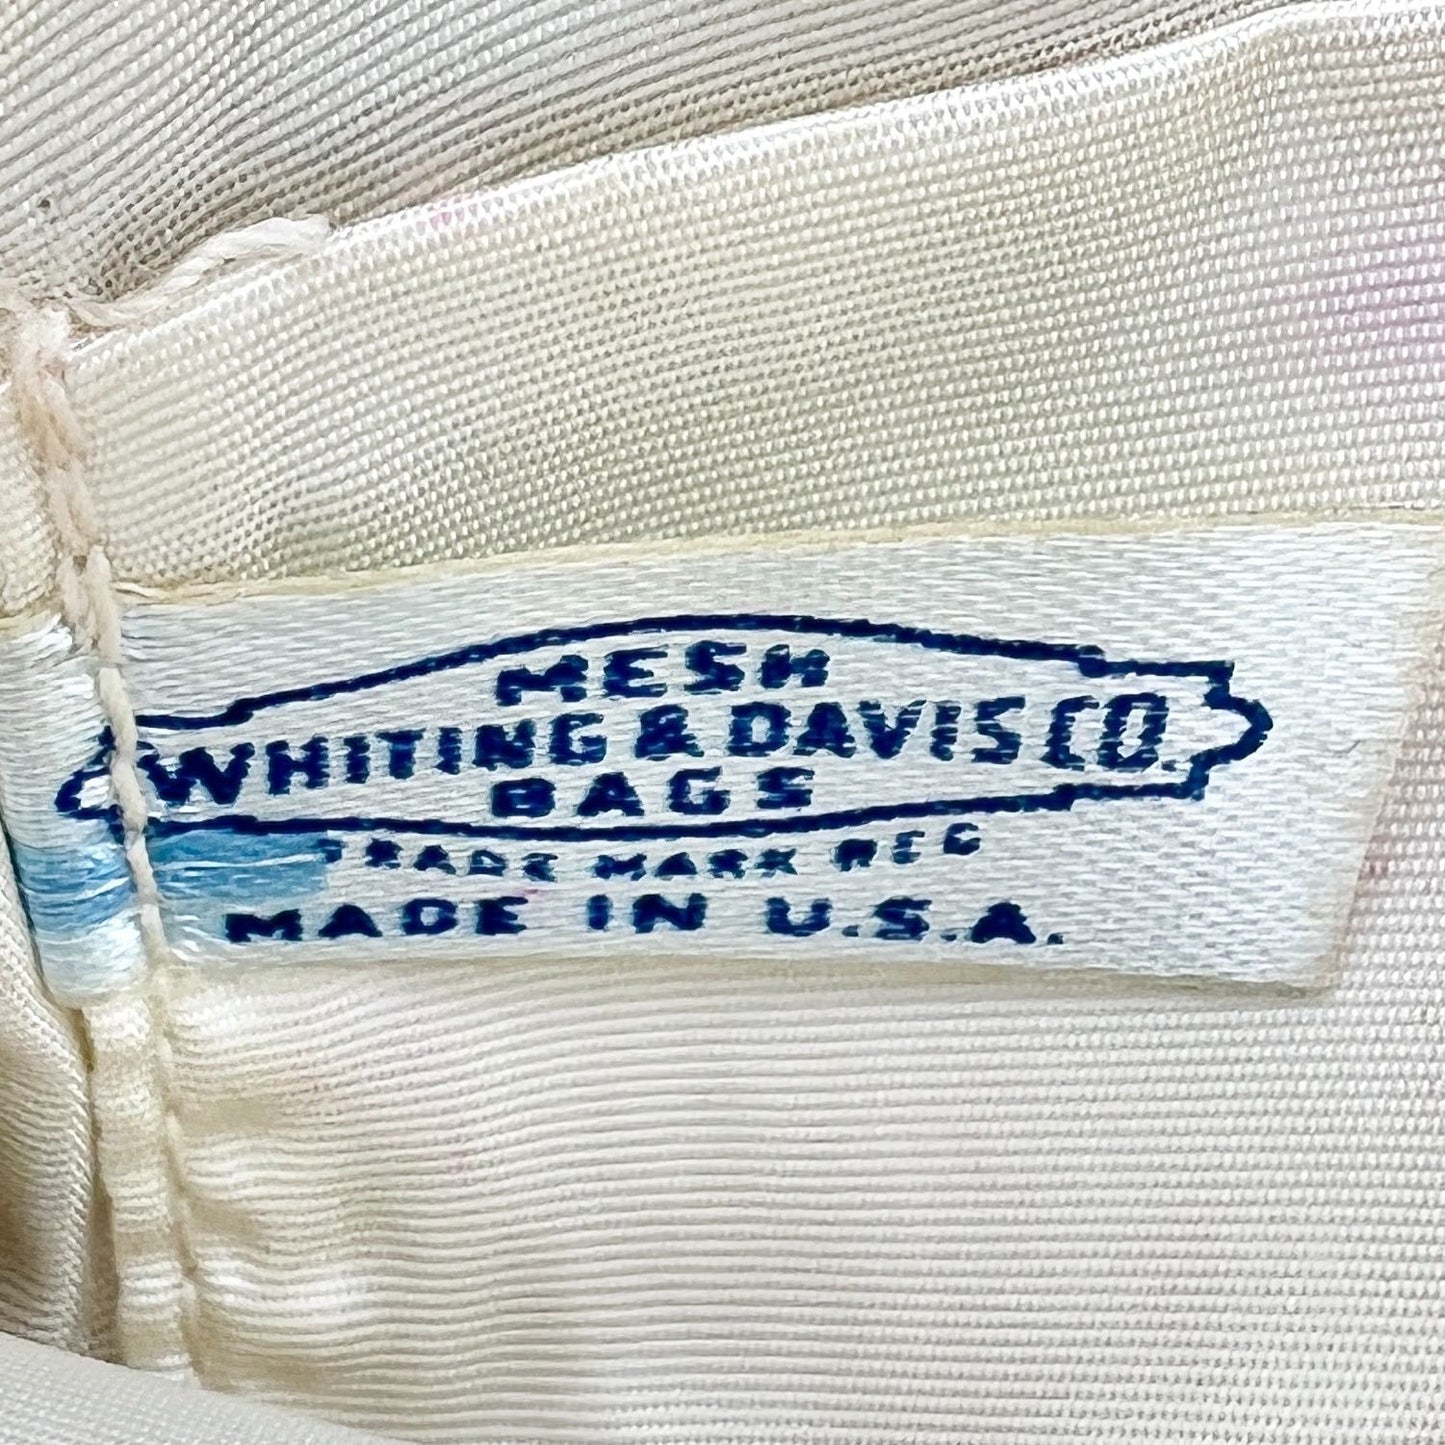 MESH
WHITING & DAVIS CO.
BAGS
TRADE MARK REG
MADE IN U.S.A.